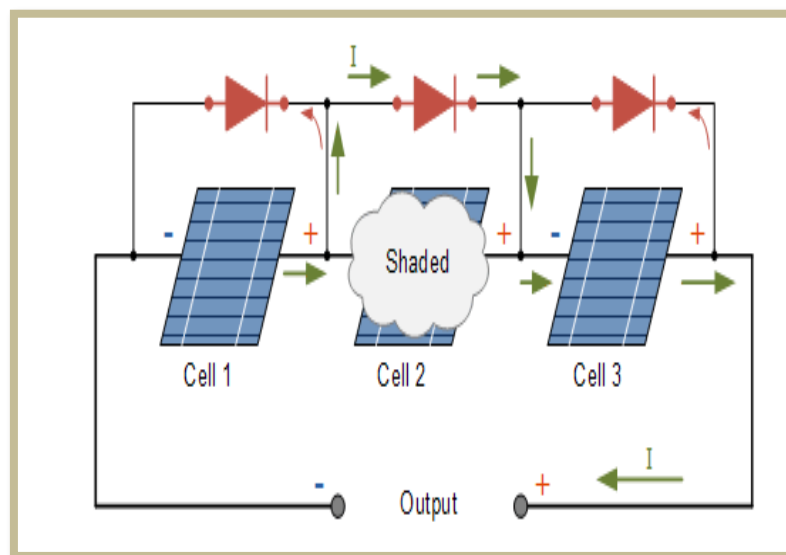 I
- + + - +
Shaded
Cell 1 Cell 2 Cell 3
I
- Output +